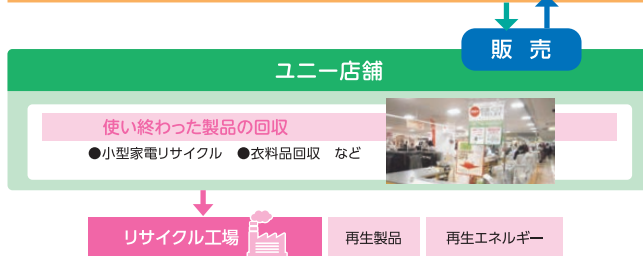 販売
ユニー店舗
使い終わった製品の回収
●小型家電リサイクル ●衣料品回収 など
リサイクル工場
再生製品
再生エネルギー